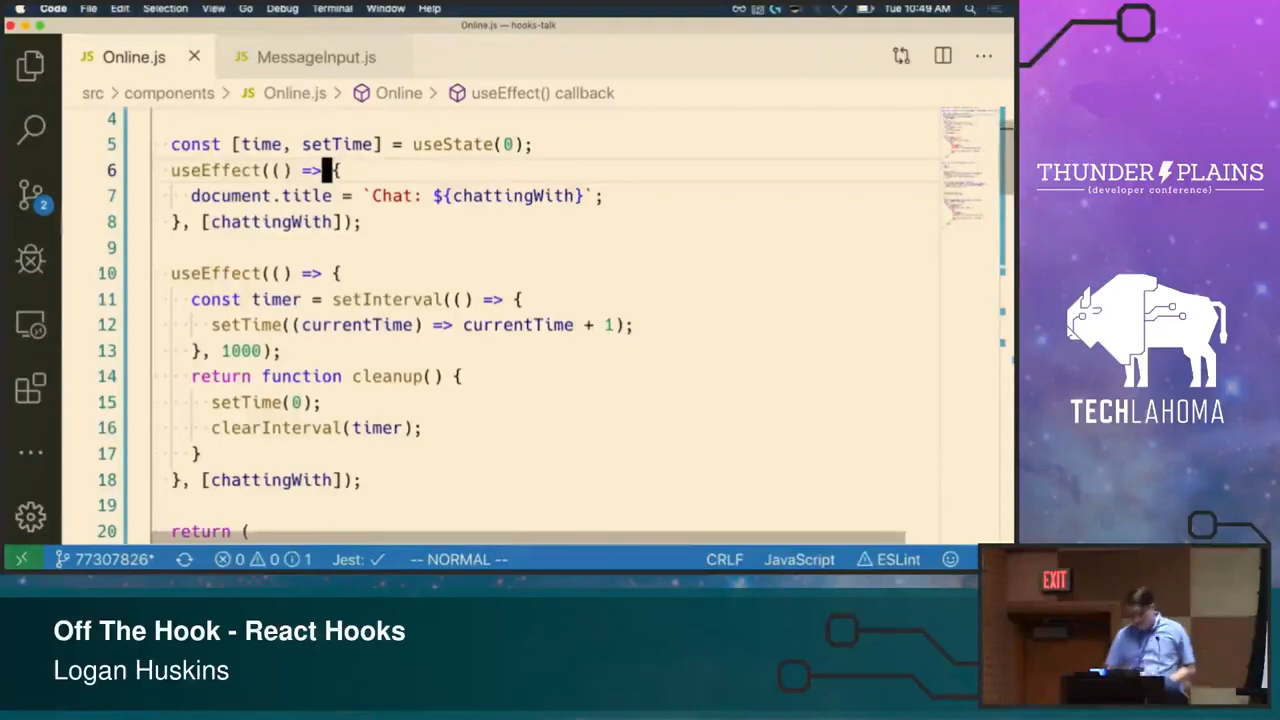 Code File Edit Selection View Go Debug Terminal Window Help Tue 10:49 AM
Online.js — hooks-talk
JS Online.js JS MessageInput.js
src > components > JS Online.js > Online > useEffect() callback
4
5 const [time, setTime] = useState(0);
6 useEffect(() => {
7 document.title = `Chat: ${chattingWith}`;
8 }, [chattingWith]);
9
10 useEffect(() => {
11 const timer = setInterval(() => {
12 setTime((currentTime) => currentTime + 1);
13 }, 1000);
14 return function cleanup() {
15 setTime(0);
16 clearInterval(timer);
17 }
18 }, [chattingWith]);
19
20 return (
2
77307826* 0 0 1 Jest: ✓ -- NORMAL -- CRLF JavaScript ESLint
THUNDER PLAINS
{developer conference}
TECHLAHOMA
EXIT
Off The Hook - React Hooks
Logan Huskins